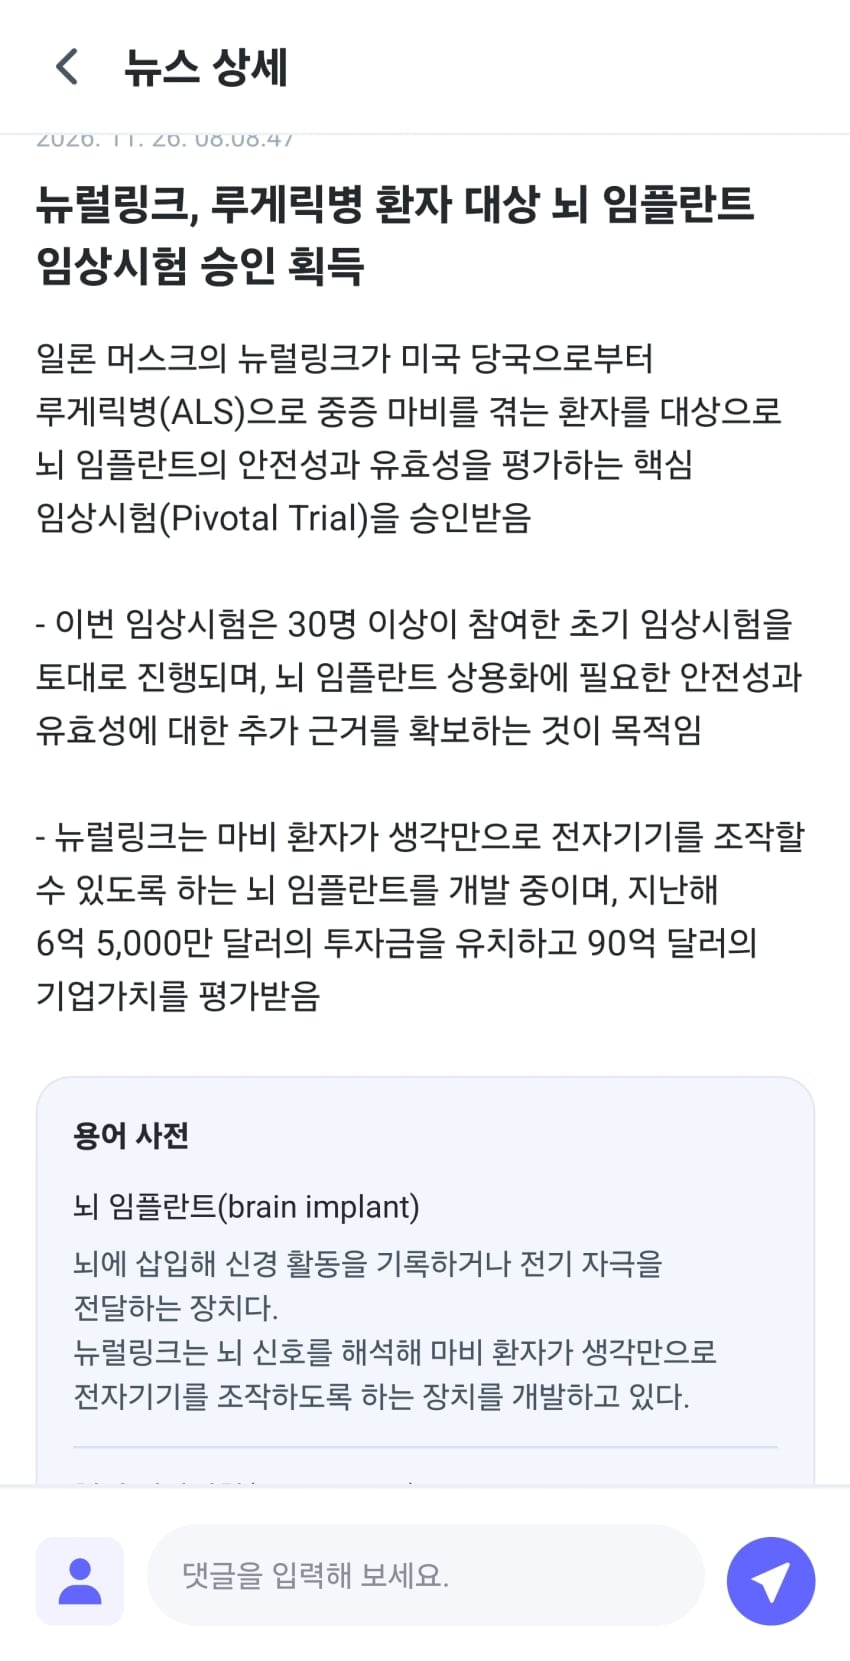 뉴스 상세
2026. 11. 26. 08.08.47
뉴럴링크, 루게릭병 환자 대상 뇌 임플란트
임상시험 승인 획득
일론 머스크의 뉴럴링크가 미국 당국으로부터
루게릭병(ALS)으로 중증 마비를 겪는 환자를 대상으로
뇌 임플란트의 안전성과 유효성을 평가하는 핵심
임상시험(Pivotal Trial)을 승인받음
- 이번 임상시험은 30명 이상이 참여한 초기 임상시험을
토대로 진행되며, 뇌 임플란트 상용화에 필요한 안전성과
유효성에 대한 추가 근거를 확보하는 것이 목적임
- 뉴럴링크는 마비 환자가 생각만으로 전자기기를 조작할
수 있도록 하는 뇌 임플란트를 개발 중이며, 지난해
6억 5,000만 달러의 투자금을 유치하고 90억 달러의
기업가치를 평가받음
용어 사전
뇌 임플란트(brain implant)
뇌에 삽입해 신경 활동을 기록하거나 전기 자극을
전달하는 장치다.
뉴럴링크는 뇌 신호를 해석해 마비 환자가 생각만으로
전자기기를 조작하도록 하는 장치를 개발하고 있다.
댓글을 입력해 보세요.